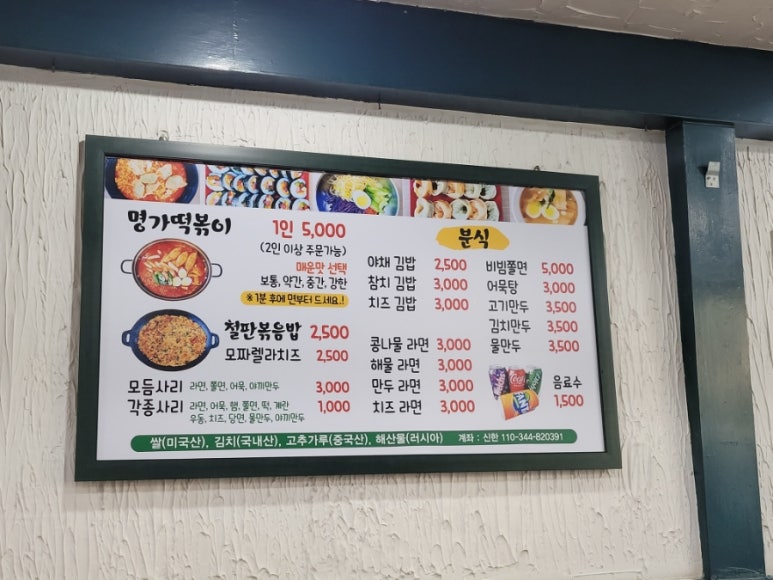 명가떡볶이 1인 5,000
(2인 이상 주문가능)
매운맛 선택
보통, 약간, 중간, 강한
※1분 후에 면부터 드세요.!
철판볶음밥 2,500
모짜렐라치즈 2,500
모듬사리 라면, 쫄면, 어묵, 야끼만두 3,000
각종사리 라면, 어묵, 햄, 쫄면, 떡, 계란 1,000
우동, 치즈, 당면, 물만두, 야끼만두
분식
야채 김밥 2,500
참치 김밥 3,000
치즈 김밥 3,000
콩나물 라면 3,000
해물 라면 3,000
만두 라면 3,000
치즈 라면 3,000
비빔쫄면 5,000
어묵탕 3,000
고기만두 3,500
김치만두 3,500
물만두 3,500
음료수
1,500
쌀(미국산), 김치(국내산), 고추가루(중국산), 해산물(러시아) 계좌 : 신한 110-344-820391